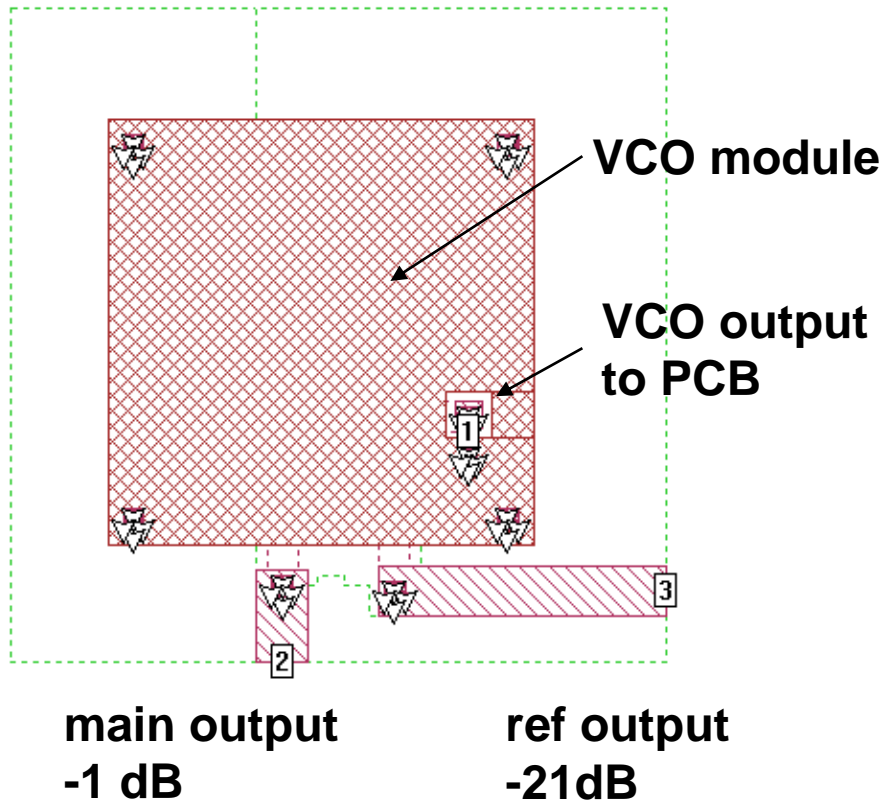 VCO module
VCO output
to PCB
1
3
2
main output
-1 dB
ref output
-21dB